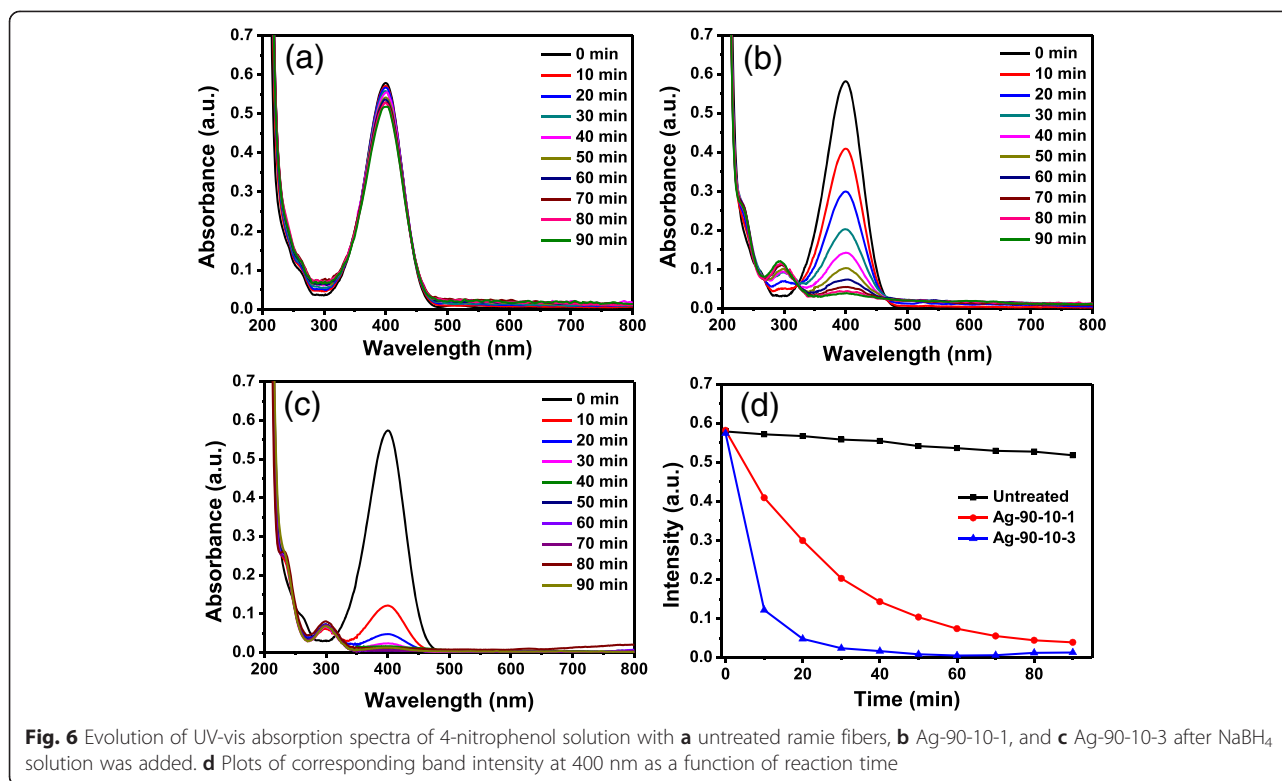 (a)
0 min
10 min
20 min
30 min
40 min
50 min
60 min
70 min
80 min
90 min
Absorbance (a.u.)
0.7
0.6
0.5
0.4
0.3
0.2
0.1
0.0
200 300 400 500 600 700 800
Wavelength (nm)
(b)
0 min
10 min
20 min
30 min
40 min
50 min
60 min
70 min
80 min
90 min
Absorbance (a.u.)
0.7
0.6
0.5
0.4
0.3
0.2
0.1
0.0
200 300 400 500 600 700 800
Wavelength (nm)
(c)
0 min
10 min
20 min
30 min
40 min
50 min
60 min
70 min
80 min
90 min
Absorbance (a.u.)
0.7
0.6
0.5
0.4
0.3
0.2
0.1
0.0
200 300 400 500 600 700 800
Wavelength (nm)
(d)
Untreated
Ag-90-10-1
Ag-90-10-3
Intensity (a.u.)
0.7
0.6
0.5
0.4
0.3
0.2
0.1
0.0
0 20 40 60 80
Time (min)
Fig. 6 Evolution of UV-vis absorption spectra of 4-nitrophenol solution with a untreated ramie fibers, b Ag-90-10-1, and c Ag-90-10-3 after NaBH₄
solution was added. d Plots of corresponding band intensity at 400 nm as a function of reaction time